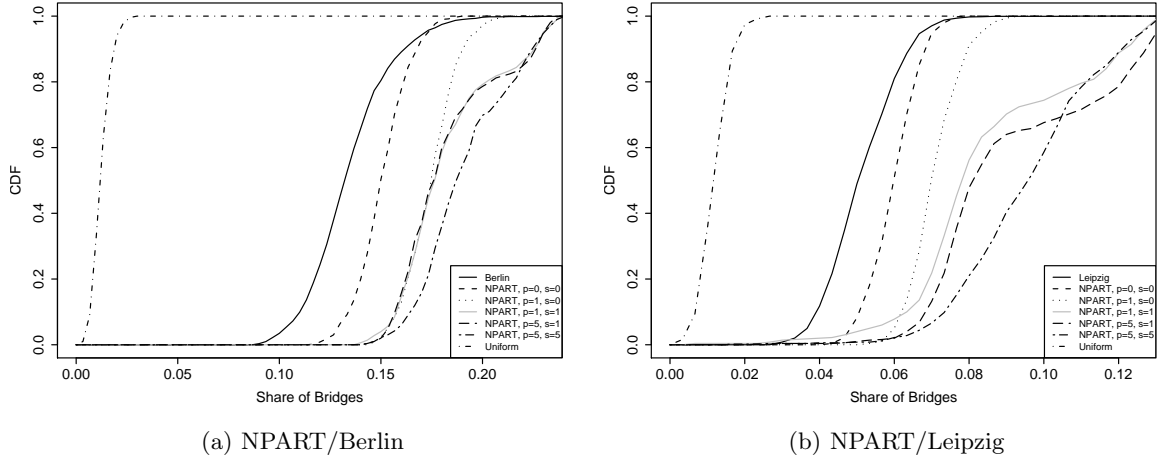 CDF
1.0
0.8
0.6
0.4
0.2
0.0
Berlin
NPART, p=0, s=0
NPART, p=1, s=0
NPART, p=1, s=1
NPART, p=5, s=1
NPART, p=5, s=5
Uniform
0.00 0.05 0.10 0.15 0.20
Share of Bridges
(a) NPART/Berlin
CDF
1.0
0.8
0.6
0.4
0.2
0.0
Leipzig
NPART, p=0, s=0
NPART, p=1, s=0
NPART, p=1, s=1
NPART, p=5, s=1
NPART, p=5, s=5
Uniform
0.00 0.02 0.04 0.06 0.08 0.10 0.12
Share of Bridges
(b) NPART/Leipzig